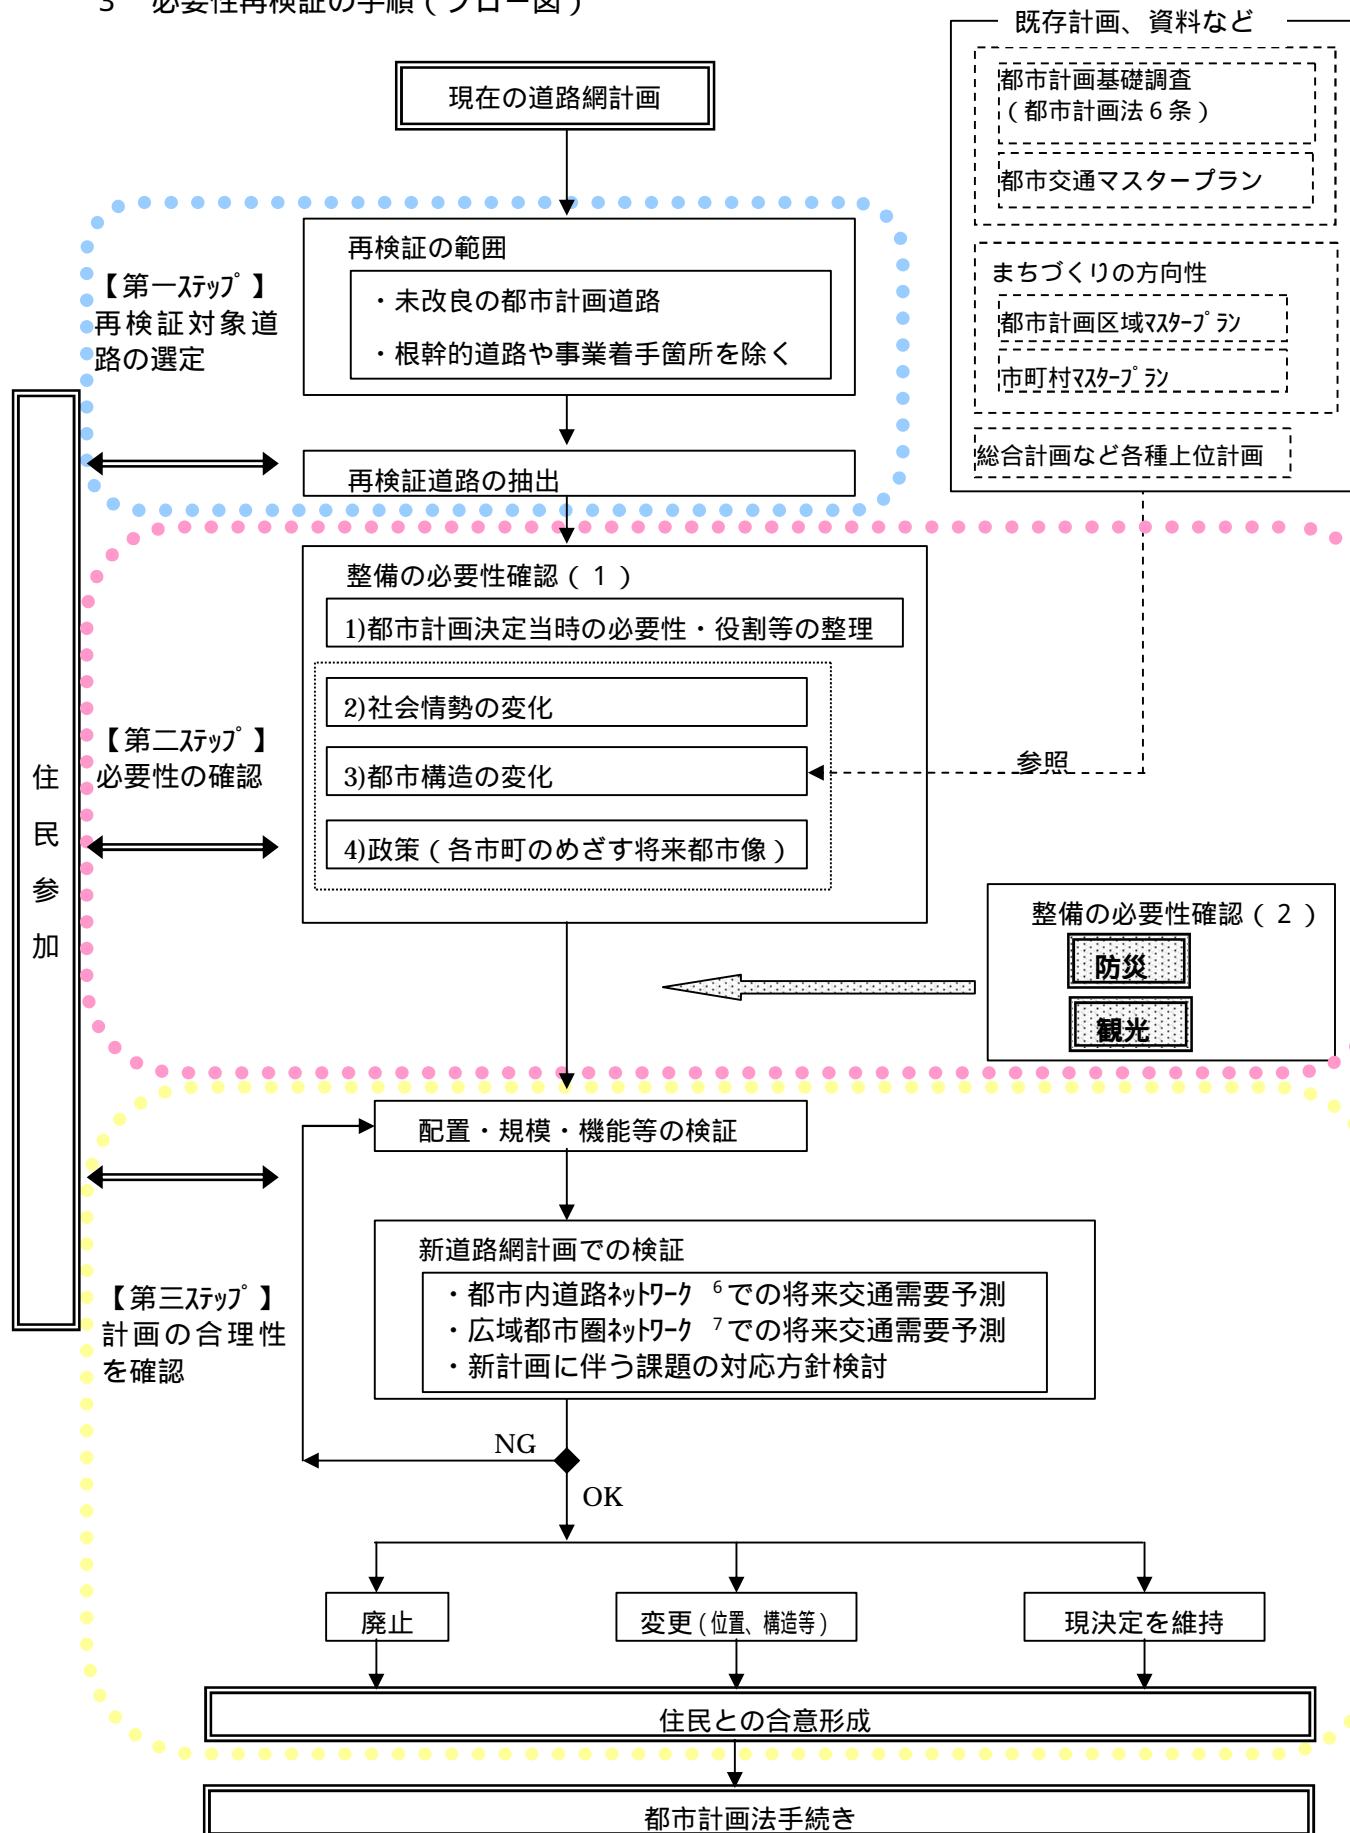 3 必要性再検証の手順(フロー図)
既存計画、資料など
都市計画基礎調査
(都市計画法6条)
都市交通マスタープラン
まちづくりの方向性
都市計画区域マスタープラン
市町村マスタープラン
総合計画など各種上位計画
現在の道路網計画
【第一ステップ】
再検証対象道
路の選定
再検証の範囲
・未改良の都市計画道路
・根幹的道路や事業着手箇所を除く
再検証道路の抽出
住民参加
【第二ステップ】
必要性の確認
整備の必要性確認(1)
1)都市計画決定当時の必要性・役割等の整理
2)社会情勢の変化
3)都市構造の変化
4)政策(各市町のめざす将来都市像)
参照
整備の必要性確認(2)
防災
観光
【第三ステップ】
計画の合理性
を確認
配置・規模・機能等の検証
新道路網計画での検証
・都市内道路ネットワーク 6での将来交通需要予測
・広域都市圏ネットワーク 7での将来交通需要予測
・新計画に伴う課題の対応方針検討
NG
OK
廃止
変更(位置、構造等)
現決定を維持
住民との合意形成
都市計画法手続き